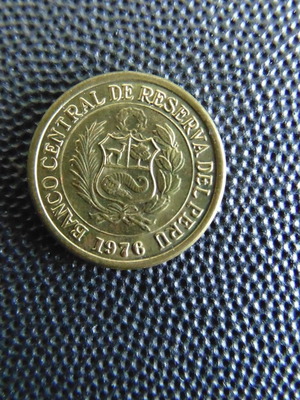 BANCO CENTRAL DE RESERVA DEL PERU
1976